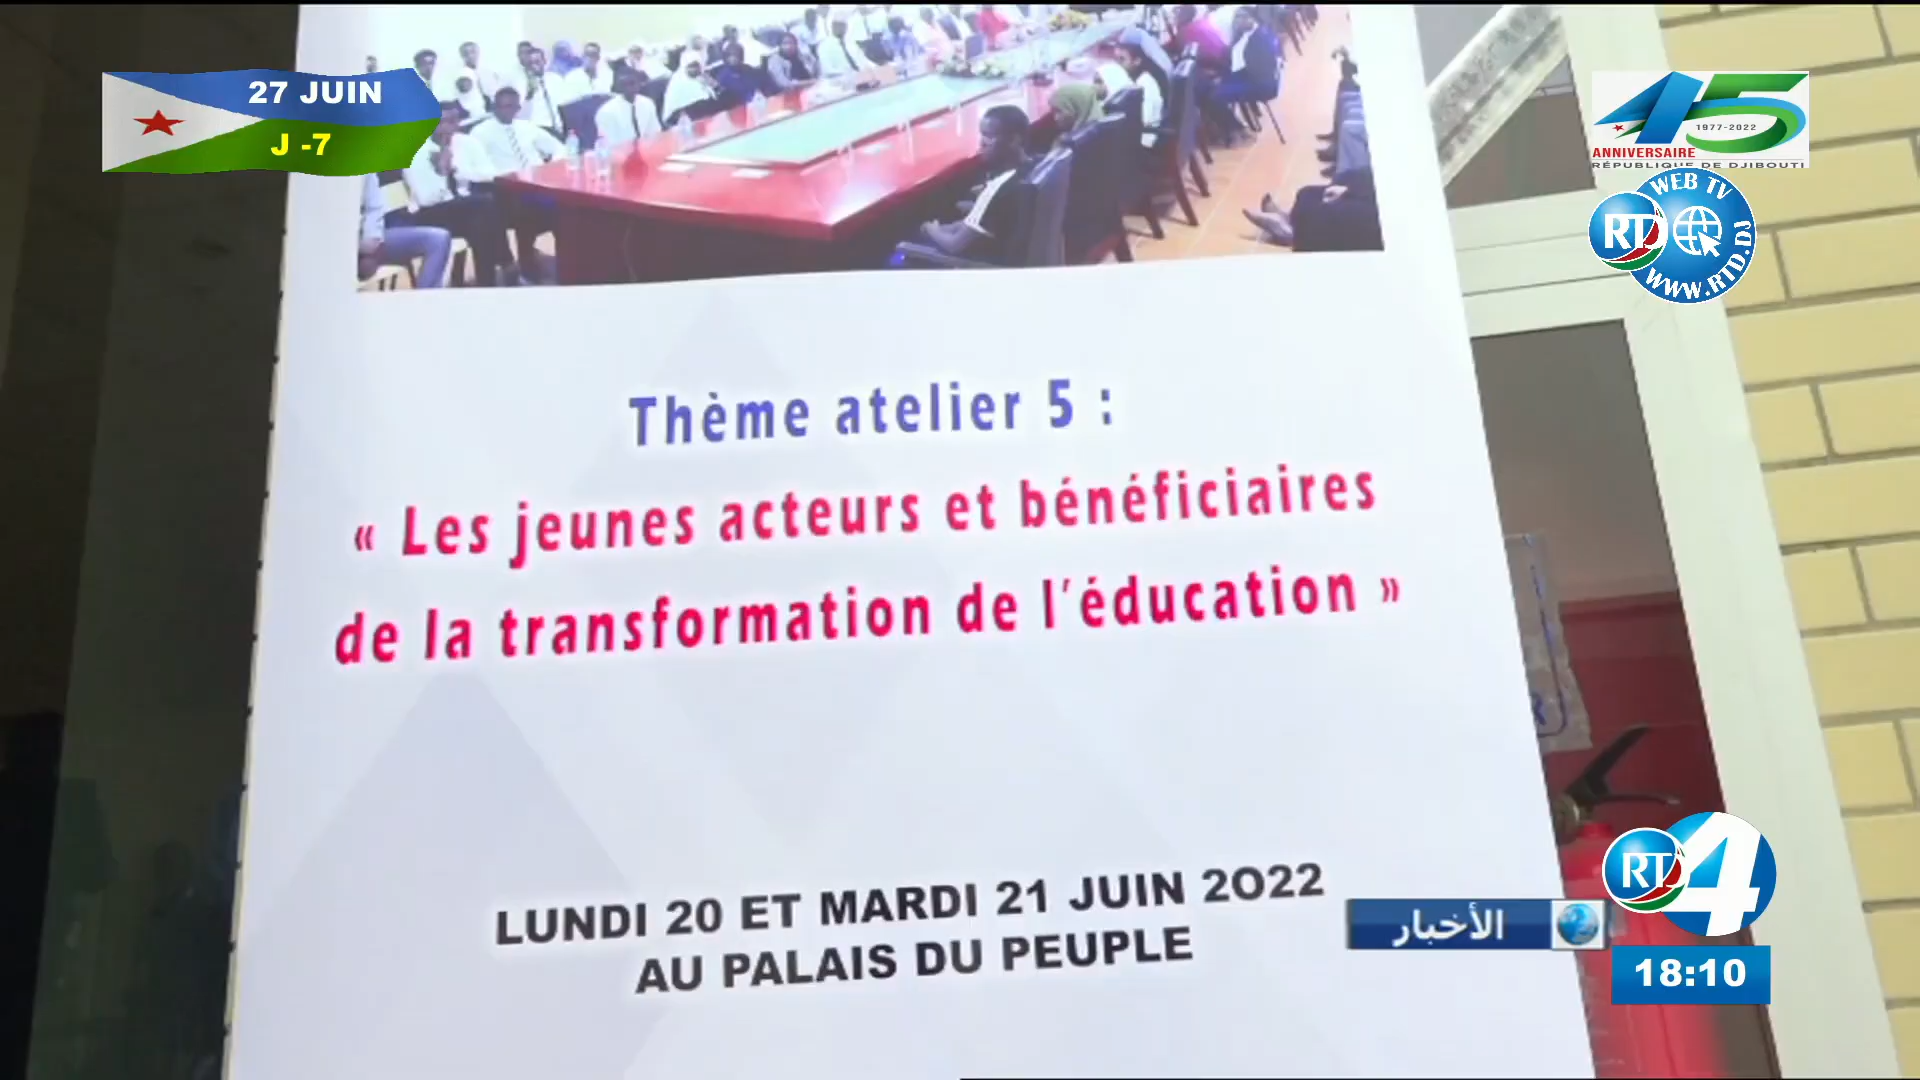 27 JUIN
J -7
45
1977-2022
ANNIVERSAIRE
RÉPUBLIQUE DE DJIBOUTI
WEB TV
RTD
WWW.RTD.DJ
Thème atelier 5 :
« Les jeunes acteurs et bénéficiaires
de la transformation de l'éducation »
LUNDI 20 ET MARDI 21 JUIN 2022
AU PALAIS DU PEUPLE
الأخبار
RTD 4
18:10